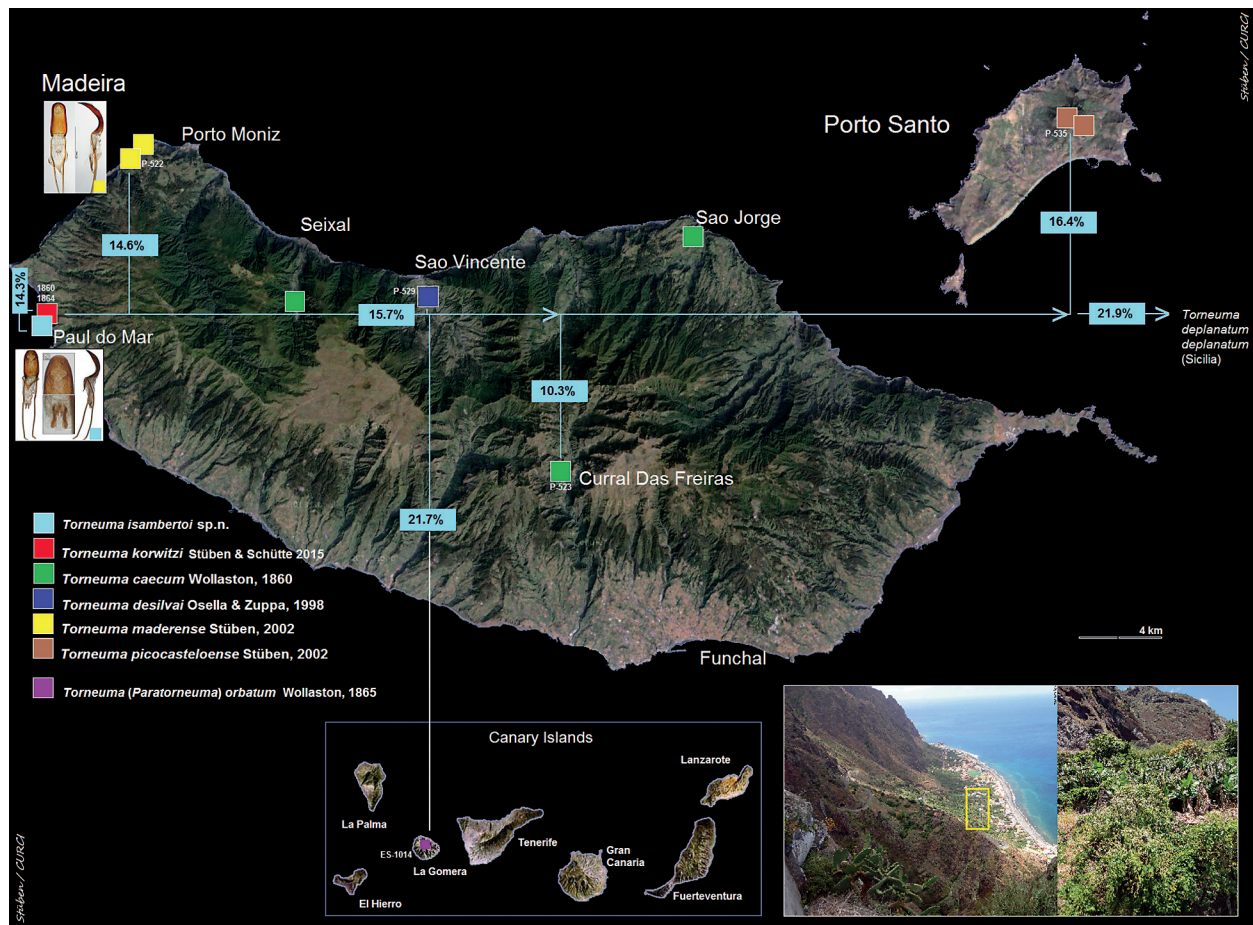 Stüben / CURCI
Madeira
Porto Moniz
P-522
Porto Santo
P-535
14.6%
Seixal
Sao Jorge
16.4%
Sao Vincente
P-529
14.3%
1860
1864
15.7%
21.9%
Torneuma
deplanatum
deplanatum
(Sicilia)
Paul do Mar
10.3%
Curral Das Freiras
P-523
21.7%
Torneuma isambertoi sp.n.
Torneuma korwitzi Stüben & Schütte 2015
Torneuma caecum Wollaston, 1860
Torneuma desilvai Osella & Zuppa, 1998
Torneuma maderense Stüben, 2002
Torneuma picocasteloense Stüben, 2002
Torneuma (Paratorneuma) orbatum Wollaston, 1865
4 km
Funchal
Canary Islands
Lanzarote
La Palma
Tenerife
ES-1014
La Gomera
Gran
Canaria
El Hierro
Fuerteventura
Stüben / CURCI